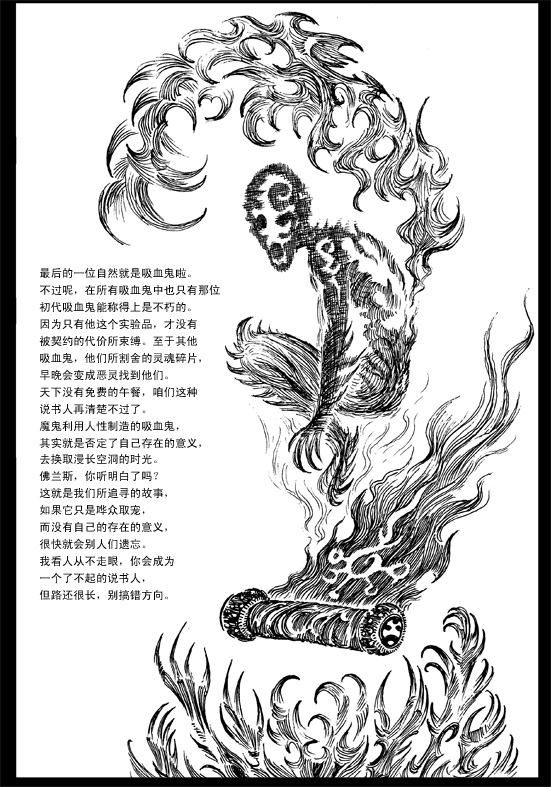 最后的一位自然就是吸血鬼啦。
不过呢，在所有吸血鬼中也只有那位
初代吸血鬼能称得上是不朽的。
因为只有他这个实验品，才没有
被契约的代价所束缚。至于其他
吸血鬼，他们所割舍的灵魂碎片，
早晚会变成恶灵找到他们。
天下没有免费的午餐，咱们这种
说书人再清楚不过了。
魔鬼利用人性制造的吸血鬼，
其实就是否定了自己存在的意义，
去换取漫长空洞的时光。
佛兰斯，你听明白了吗？
这就是我们所追寻的故事，
如果它只是哗众取宠，
而没有自己的存在的意义，
很快就会别人们遗忘。
我看人从不走眼，你会成为
一个了不起的说书人，
但路还很长，别搞错方向。